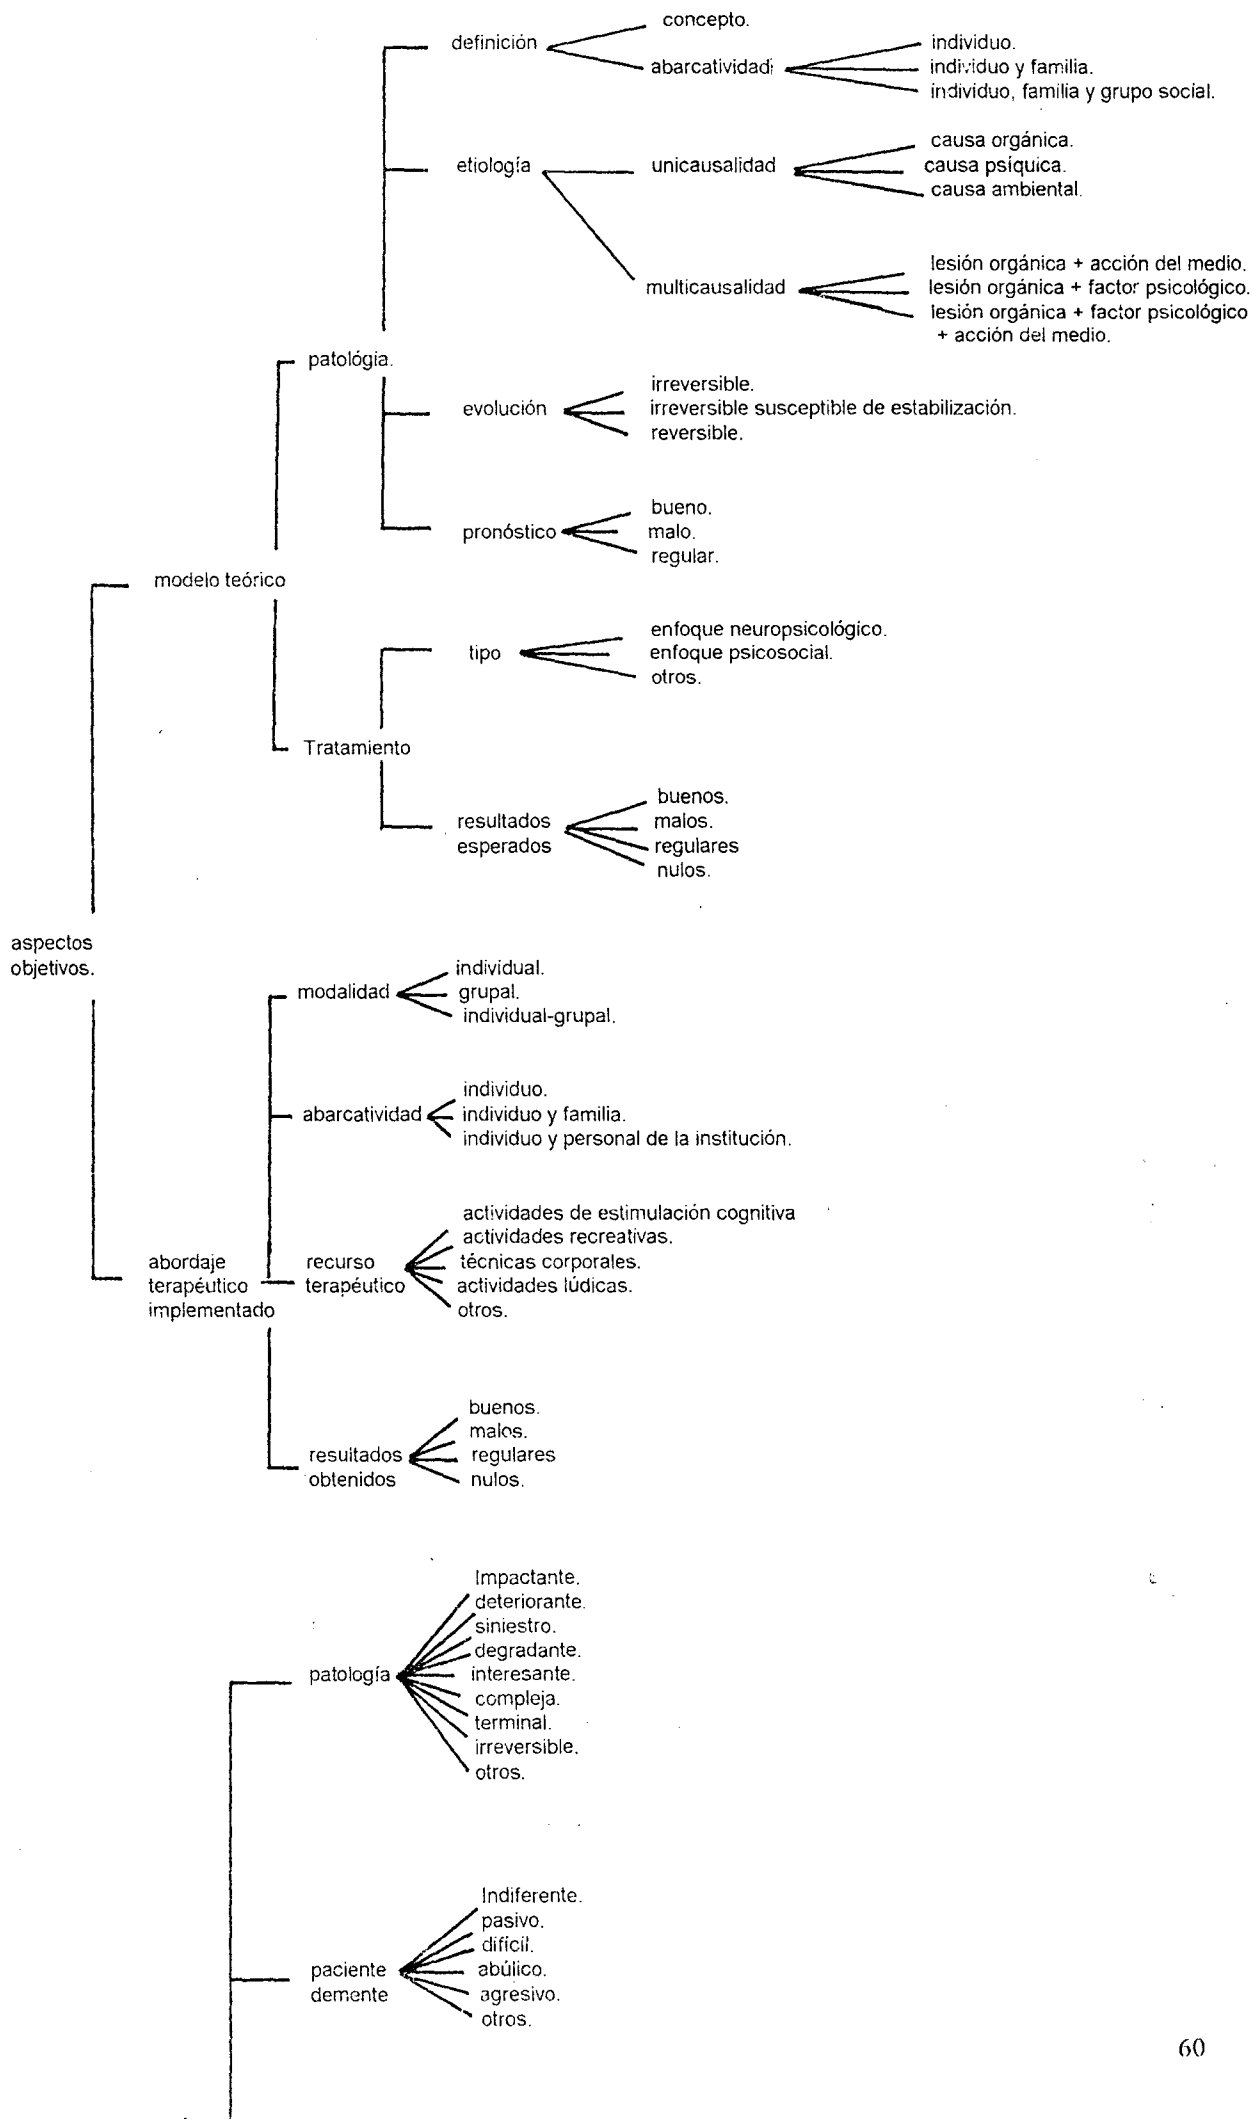 concepto.
definición
abarcatividad
individuo.
individuo y familia.
individuo, familia y grupo social.
etiología
unicausalidad
causa orgánica.
causa psíquica.
causa ambiental.
multicausalidad
lesión orgánica + acción del medio.
lesión orgánica + factor psicológico.
lesión orgánica + factor psicológico
+ acción del medio.
patológia.
evolución
irreversible.
irreversible susceptible de estabilización.
reversible.
pronóstico
bueno.
malo.
regular.
modelo teórico
tipo
enfoque neuropsicológico.
enfoque psicosocial.
otros.
Tratamiento
resultados
esperados
buenos.
malos.
regulares
nulos.
aspectos
objetivos.
modalidad
individual.
grupal.
individual-grupal.
abarcatividad
individuo.
individuo y familia.
individuo y personal de la institución.
abordaje
terapéutico
implementado
recurso
terapéutico
actividades de estimulación cognitiva
actividades recreativas.
técnicas corporales.
actividades lúdicas.
otros.
resultados
obtenidos
buenos.
malos.
regulares
nulos.
patología
Impactante.
deteriorante.
siniestro.
degradante.
interesante.
compleja.
terminal.
irreversible.
otros.
paciente
demente
Indiferente.
pasivo.
difícil.
abúlico.
agresivo.
otros.
60